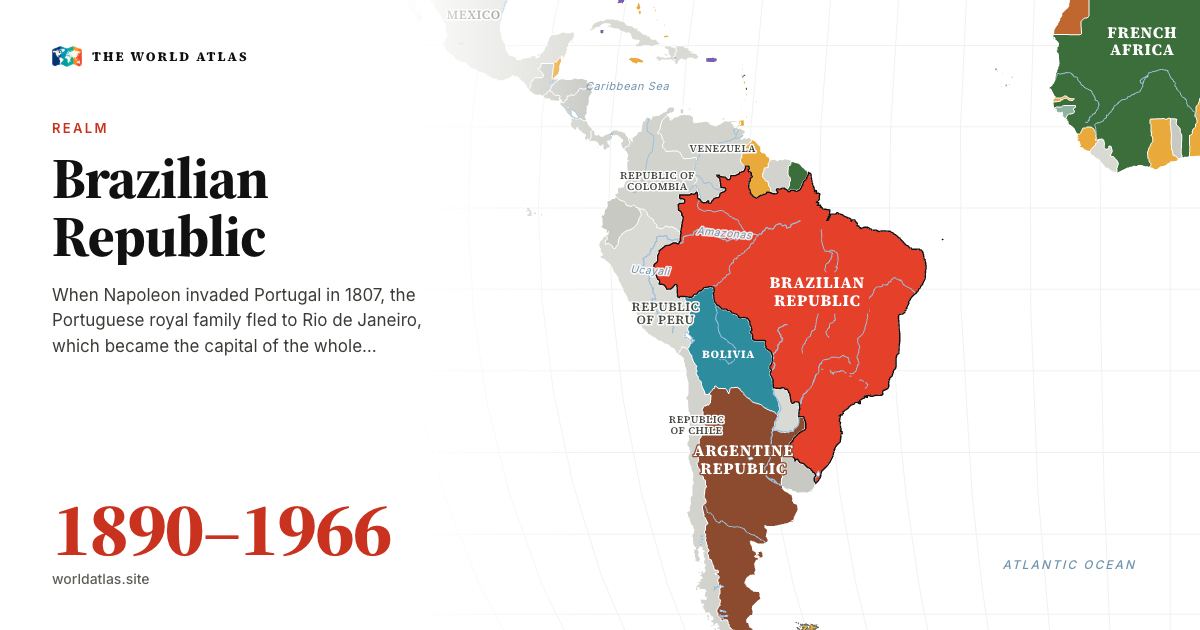 THE WORLD ATLAS
REALM
Brazilian
Republic
When Napoleon invaded Portugal in 1807, the
Portuguese royal family fled to Rio de Janeiro,
which became the capital of the whole...
1890–1966
worldatlas.site
MEXICO
Caribbean Sea
FRENCH
AFRICA
VENEZUELA
REPUBLIC OF
COLOMBIA
Amazonas
Ucayali
BRAZILIAN
REPUBLIC
REPUBLIC
OF PERU
BOLIVIA
REPUBLIC
OF CHILE
ARGENTINE
REPUBLIC
ATLANTIC OCEAN